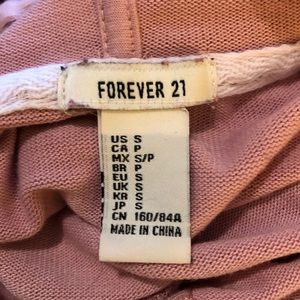 FOREVER 21
US S
CA P
MX S/P
BR P
EU S
UK S
KR S
JP S
CN 160/84A
MADE IN CHINA